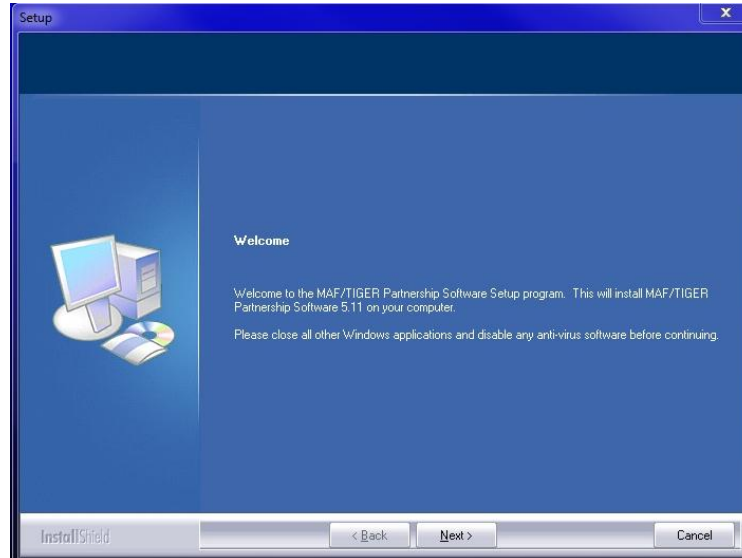 Setup
Welcome
Welcome to the MAF/TIGER Partnership Software Setup program. This will install MAF/TIGER
Partnership Software 5.11 on your computer.
Please close all other Windows applications and disable any anti-virus software before continuing.
InstallShield
< Back
Next >
Cancel